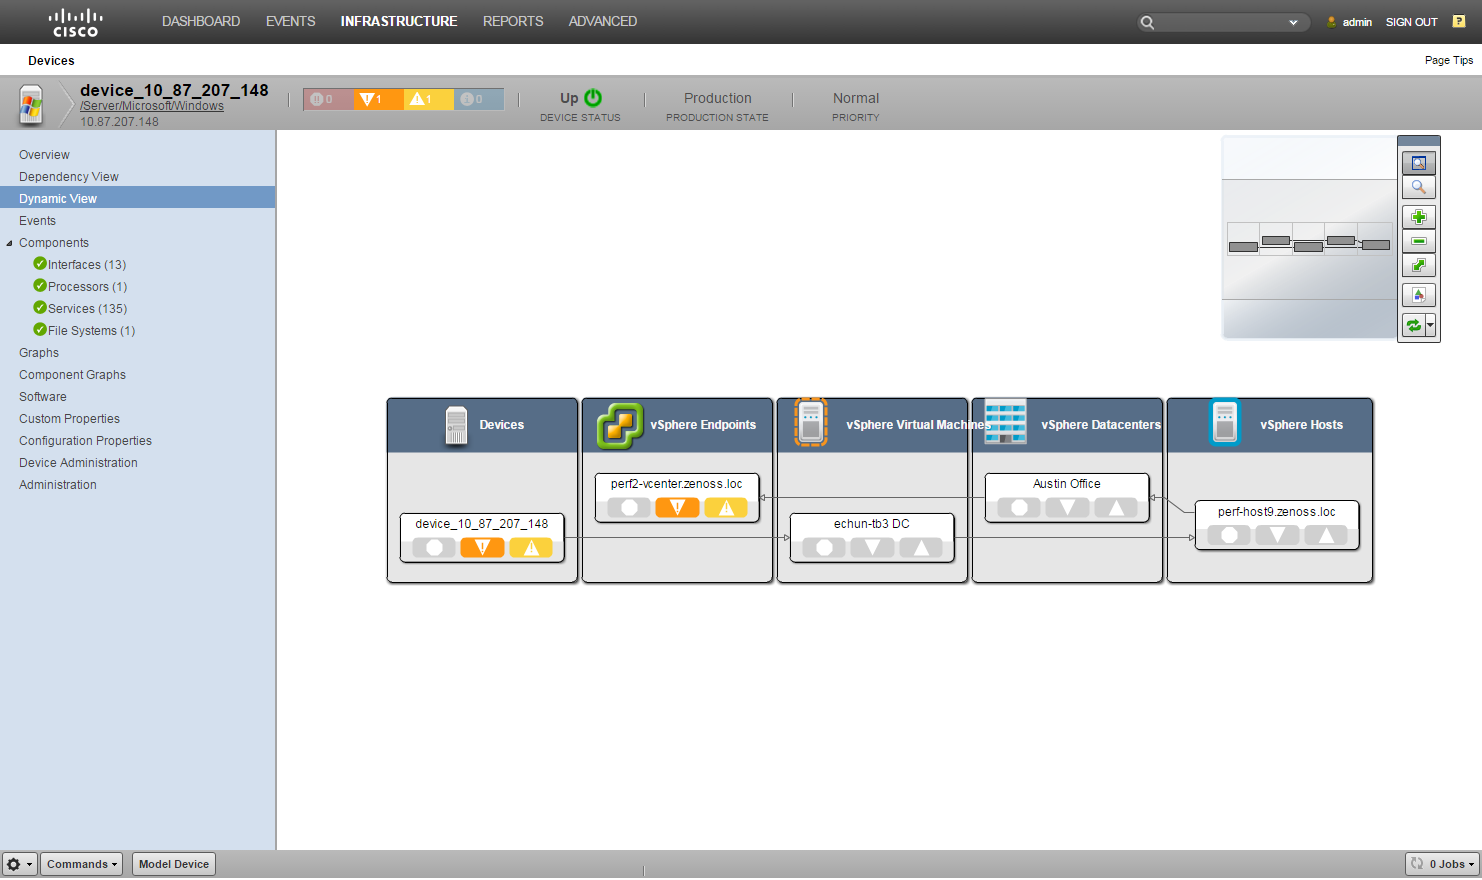 CISCO
DASHBOARD EVENTS INFRASTRUCTURE REPORTS ADVANCED
admin SIGN OUT ?
Devices
Page Tips
device_10_87_207_148
/Server/Microsoft/Windows
10.87.207.148
0 1 1 0
Up
DEVICE STATUS
Production
PRODUCTION STATE
Normal
PRIORITY
Overview
Dependency View
Dynamic View
Events
Components
Interfaces (13)
Processors (1)
Services (135)
File Systems (1)
Graphs
Component Graphs
Software
Custom Properties
Configuration Properties
Device Administration
Administration
Devices
vSphere Endpoints
vSphere Virtual Machines
vSphere Datacenters
vSphere Hosts
perf2-vcenter.zenoss.loc
Austin Office
perf-host9.zenoss.loc
device_10_87_207_148
echun-tb3 DC
Commands
Model Device
0 Jobs